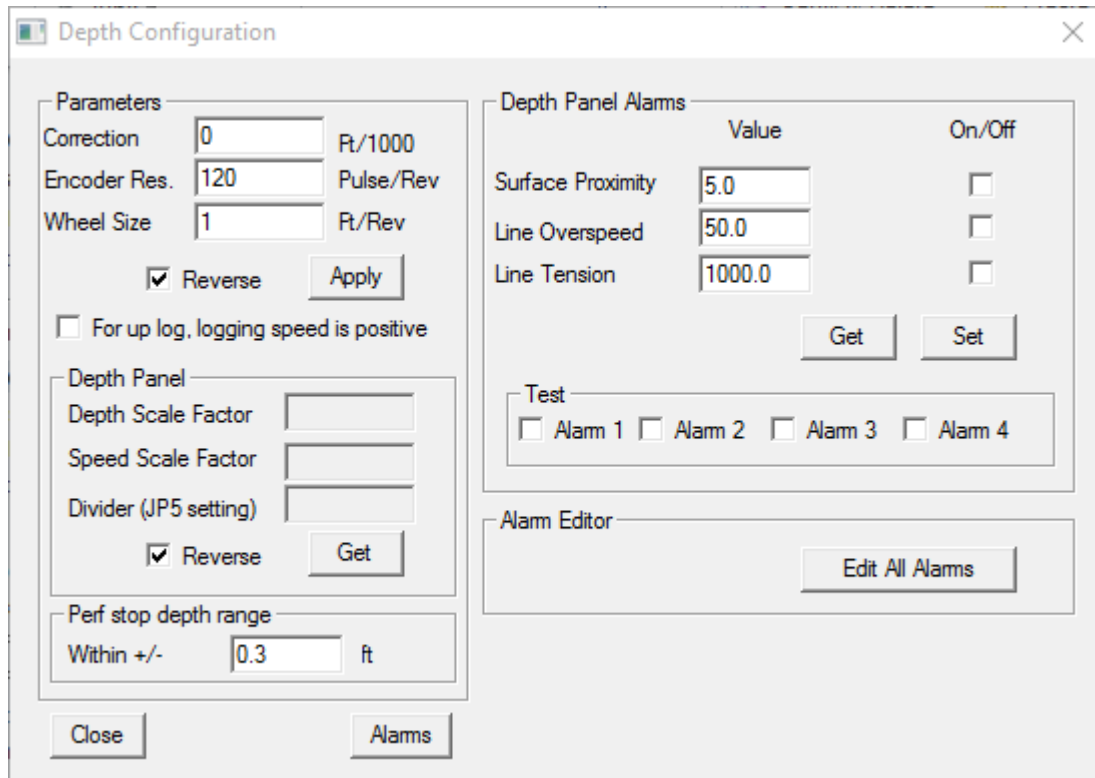 Depth Configuration
Parameters
Correction 0 Ft/1000
Encoder Res. 120 Pulse/Rev
Wheel Size 1 Ft/Rev
Reverse Apply
For up log, logging speed is positive
Depth Panel
Depth Scale Factor
Speed Scale Factor
Divider (JP5 setting)
Reverse Get
Perf stop depth range
Within +/- 0.3 ft
Close Alarms
Depth Panel Alarms
Value On/Off
Surface Proximity 5.0
Line Overspeed 50.0
Line Tension 1000.0
Get Set
Test
Alarm 1 Alarm 2 Alarm 3 Alarm 4
Alarm Editor
Edit All Alarms